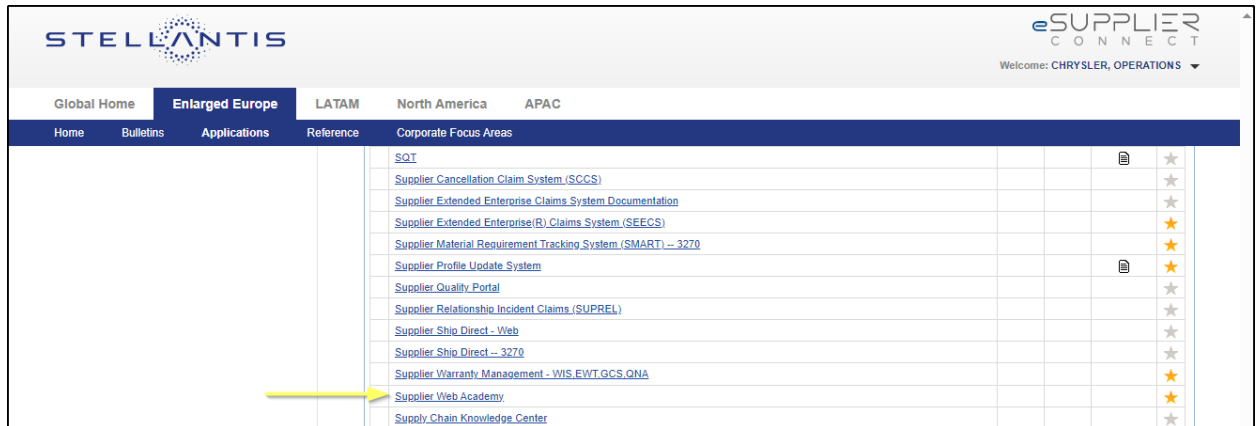 STELLANTIS
eSUPPLIER
CONNECT
Welcome: CHRYSLER, OPERATIONS
Global Home Enlarged Europe LATAM North America APAC
Home Bulletins Applications Reference Corporate Focus Areas
SQT
Supplier Cancellation Claim System (SCCS)
Supplier Extended Enterprise Claims System Documentation
Supplier Extended Enterprise(R) Claims System (SEECS)
Supplier Material Requirement Tracking System (SMART) -- 3270
Supplier Profile Update System
Supplier Quality Portal
Supplier Relationship Incident Claims (SUPREL)
Supplier Ship Direct - Web
Supplier Ship Direct -- 3270
Supplier Warranty Management - WIS,EWT,GCS,QNA
Supplier Web Academy
Supply Chain Knowledge Center